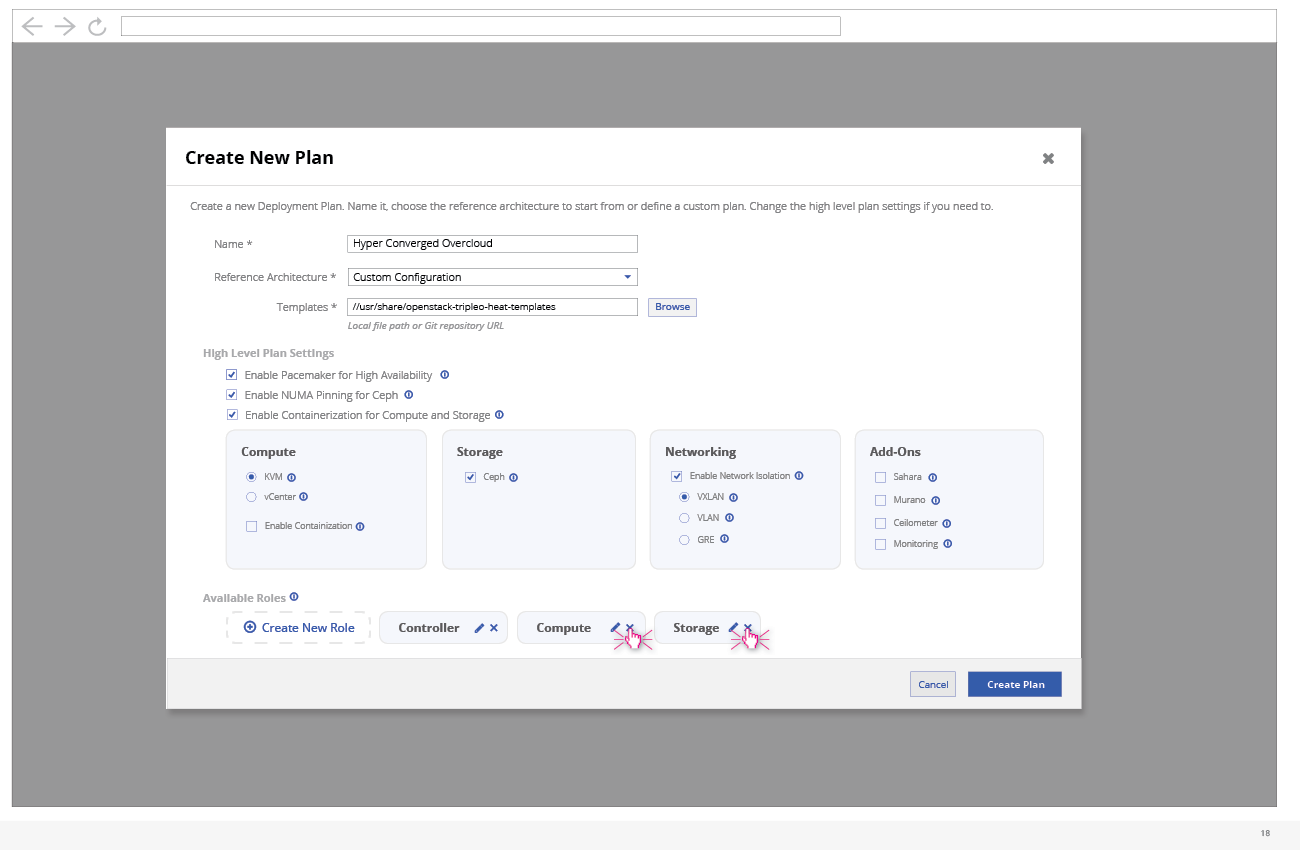 Create New Plan
Create a new Deployment Plan. Name it, choose the reference architecture to start from or define a custom plan. Change the high level plan settings if you need to.
Name * Hyper Converged Overcloud
Reference Architecture * Custom Configuration
Templates * //usr/share/openstack-tripleo-heat-templates Browse
Local file path or Git repository URL
High Level Plan Settings
Enable Pacemaker for High Availability
Enable NUMA Pinning for Ceph
Enable Containerization for Compute and Storage
Compute
KVM
vCenter
Enable Containization
Storage
Ceph
Networking
Enable Network Isolation
VXLAN
VLAN
GRE
Add-Ons
Sahara
Murano
Ceilometer
Monitoring
Available Roles
Create New Role Controller Compute Storage
Cancel Create Plan
18